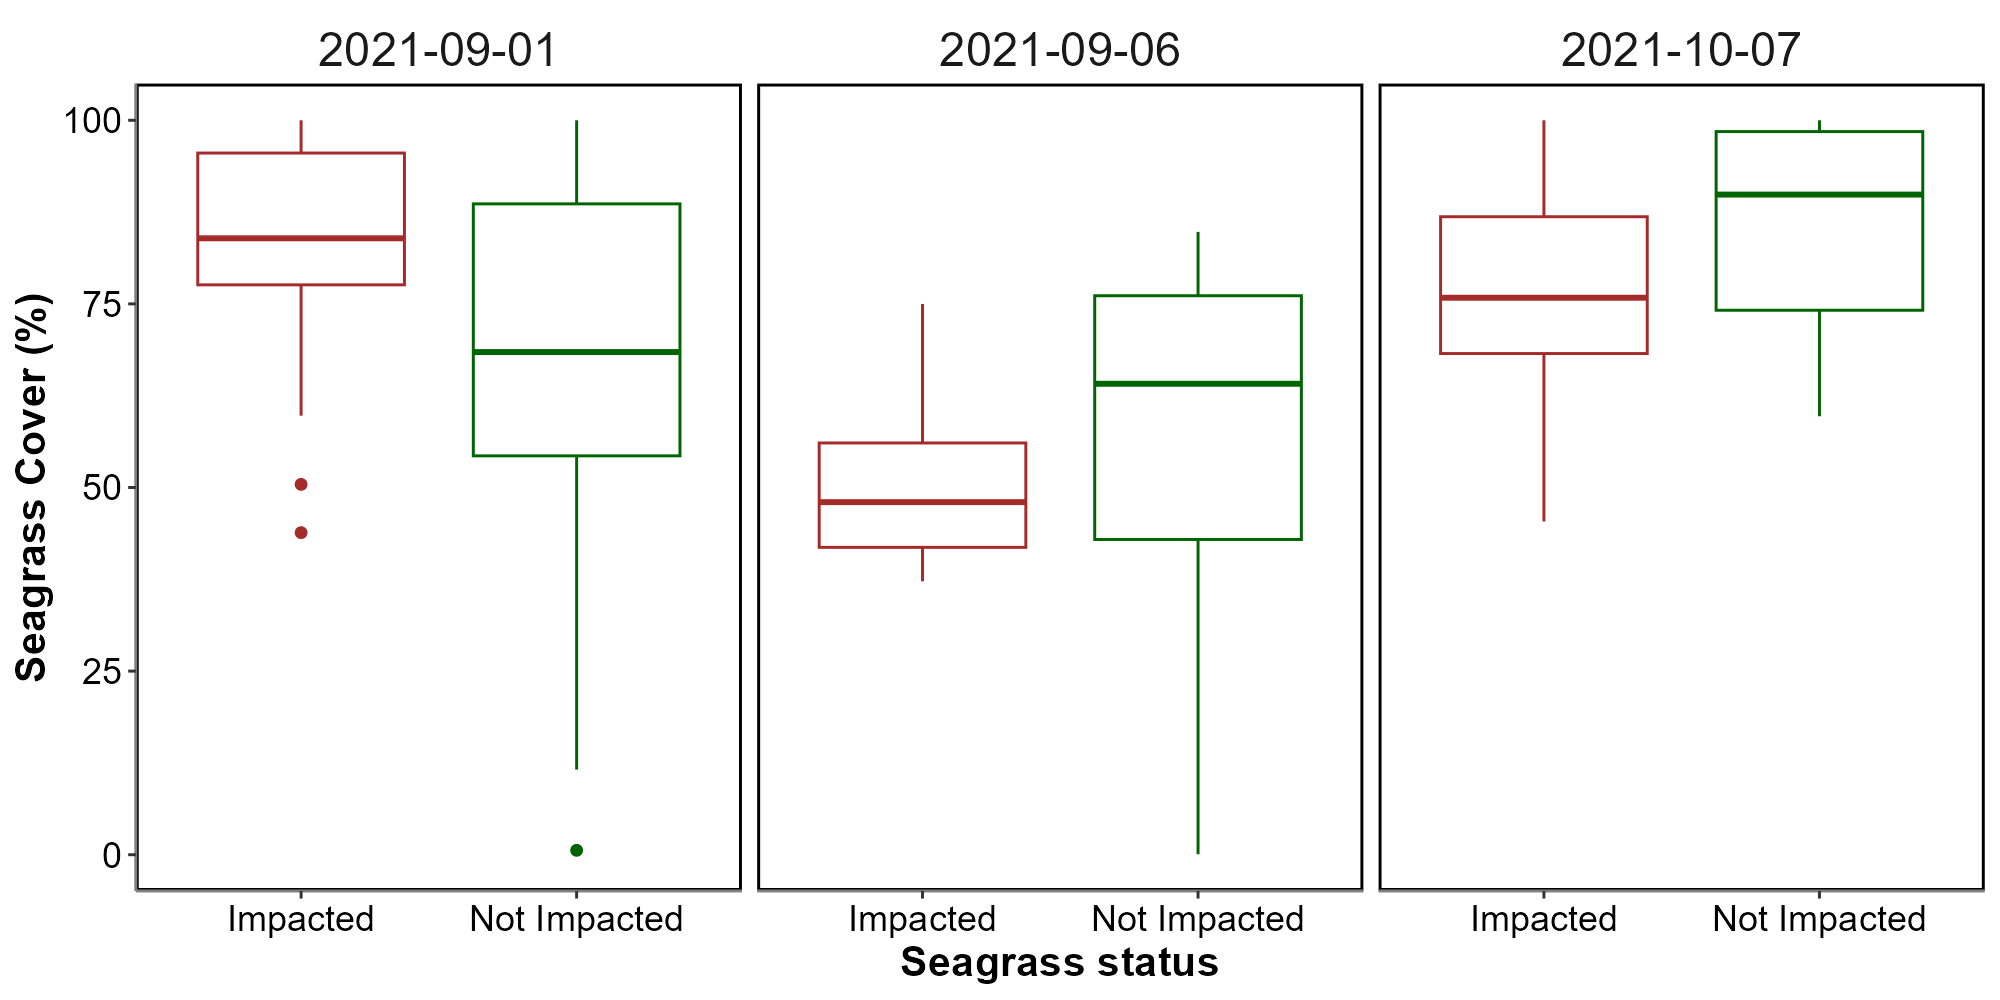 2021-09-01
2021-09-06
2021-10-07
Seagrass Cover (%)
100
75
50
25
0
Impacted
Not Impacted
Impacted
Not Impacted
Impacted
Not Impacted
Seagrass status